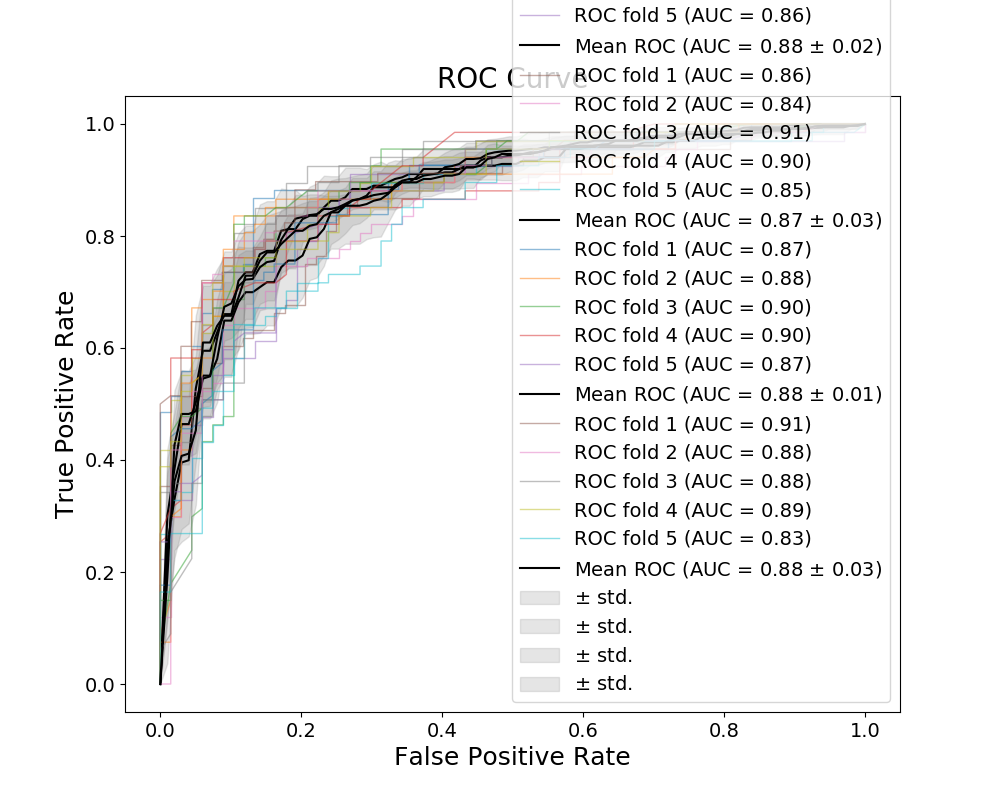 ROC fold 5 (AUC = 0.86)
Mean ROC (AUC = 0.88 ± 0.02)
ROC Curve
ROC fold 1 (AUC = 0.86)
ROC fold 2 (AUC = 0.84)
ROC fold 3 (AUC = 0.91)
ROC fold 4 (AUC = 0.90)
ROC fold 5 (AUC = 0.85)
Mean ROC (AUC = 0.87 ± 0.03)
ROC fold 1 (AUC = 0.87)
ROC fold 2 (AUC = 0.88)
ROC fold 3 (AUC = 0.90)
ROC fold 4 (AUC = 0.90)
ROC fold 5 (AUC = 0.87)
Mean ROC (AUC = 0.88 ± 0.01)
ROC fold 1 (AUC = 0.91)
ROC fold 2 (AUC = 0.88)
ROC fold 3 (AUC = 0.88)
ROC fold 4 (AUC = 0.89)
ROC fold 5 (AUC = 0.83)
Mean ROC (AUC = 0.88 ± 0.03)
± std.
± std.
± std.
± std.
True Positive Rate
1.0
0.8
0.6
0.4
0.2
0.0
0.0 0.2 0.4 0.6 0.8 1.0
False Positive Rate